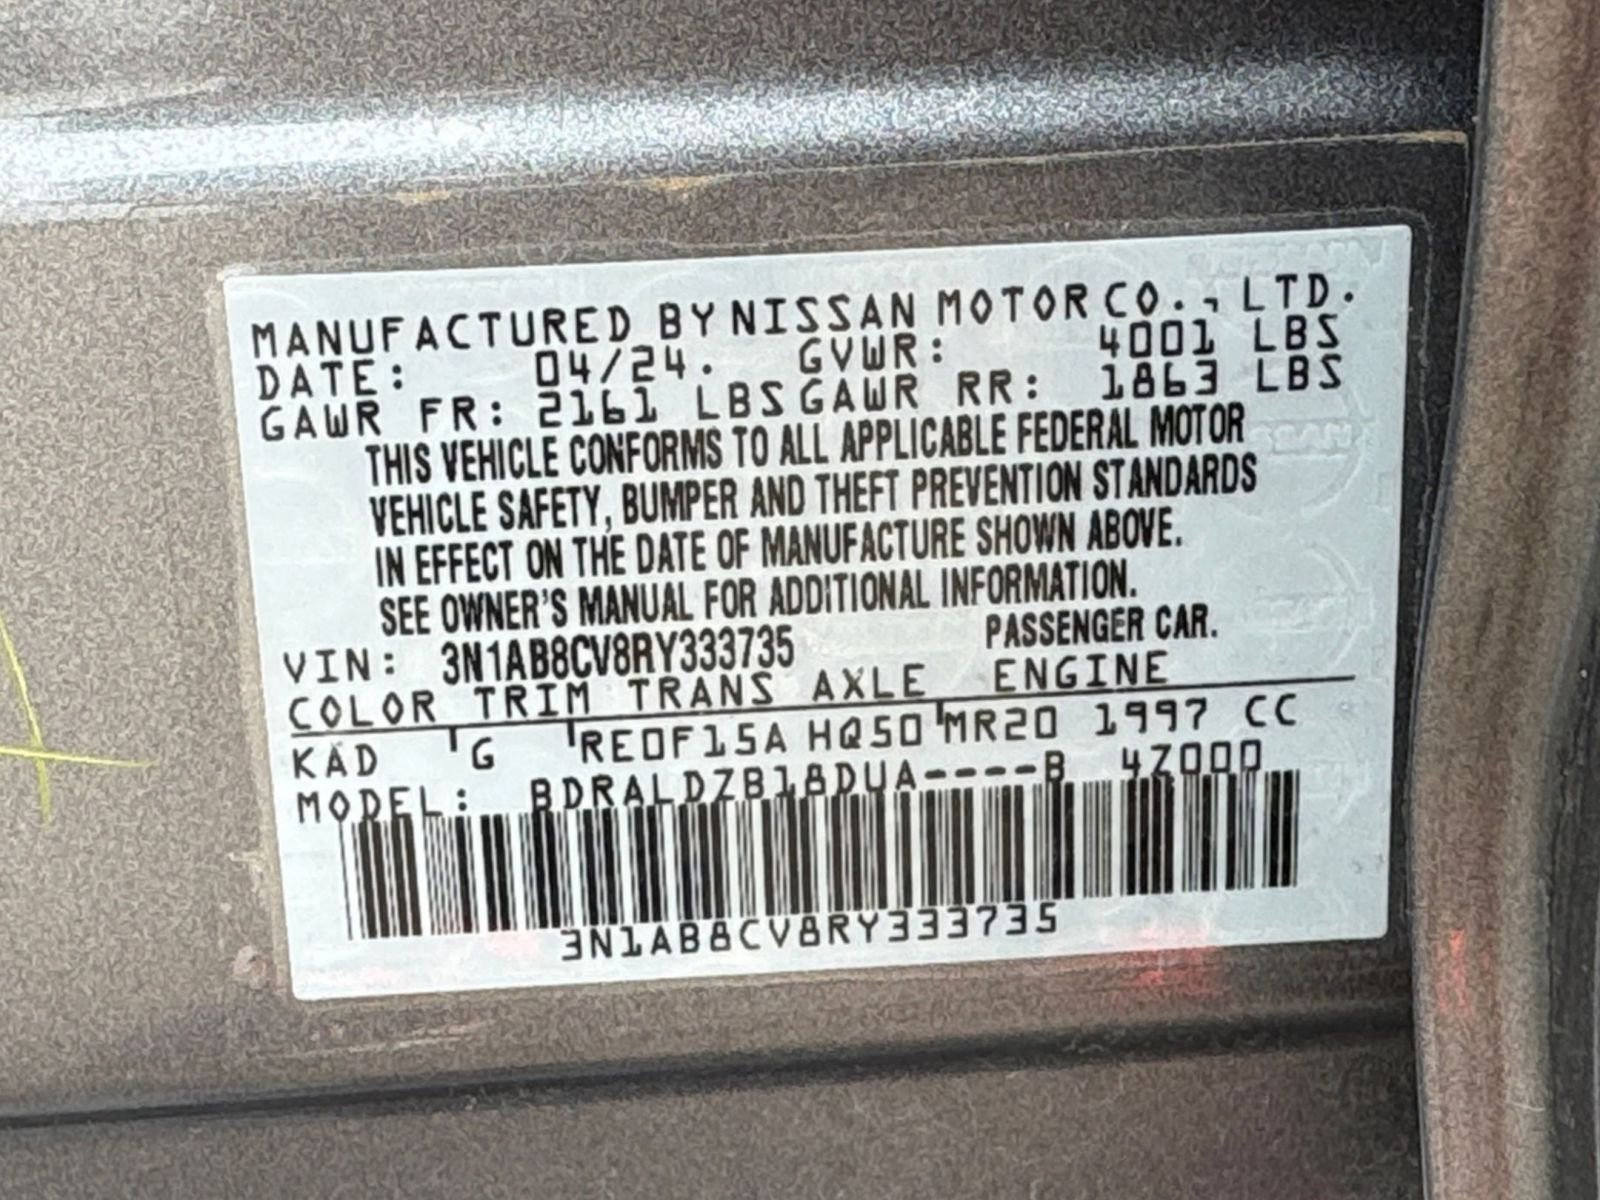 MANUFACTURED BY NISSAN MOTOR CO., LTD.
DATE: 04/24. GVWR: 4001 LBS
GAWR FR: 2161 LBS GAWR RR: 1863 LBS
THIS VEHICLE CONFORMS TO ALL APPLICABLE FEDERAL MOTOR
VEHICLE SAFETY, BUMPER AND THEFT PREVENTION STANDARDS
IN EFFECT ON THE DATE OF MANUFACTURE SHOWN ABOVE.
SEE OWNER'S MANUAL FOR ADDITIONAL INFORMATION.
VIN: 3N1AB8CV8RY333735 PASSENGER CAR.
COLOR TRIM TRANS AXLE ENGINE
KAD G RE0F15A HQ50 MR20 1997 CC
MODEL: BDRALDZB18DUA----B 4Z000
3N1AB8CV8RY333735